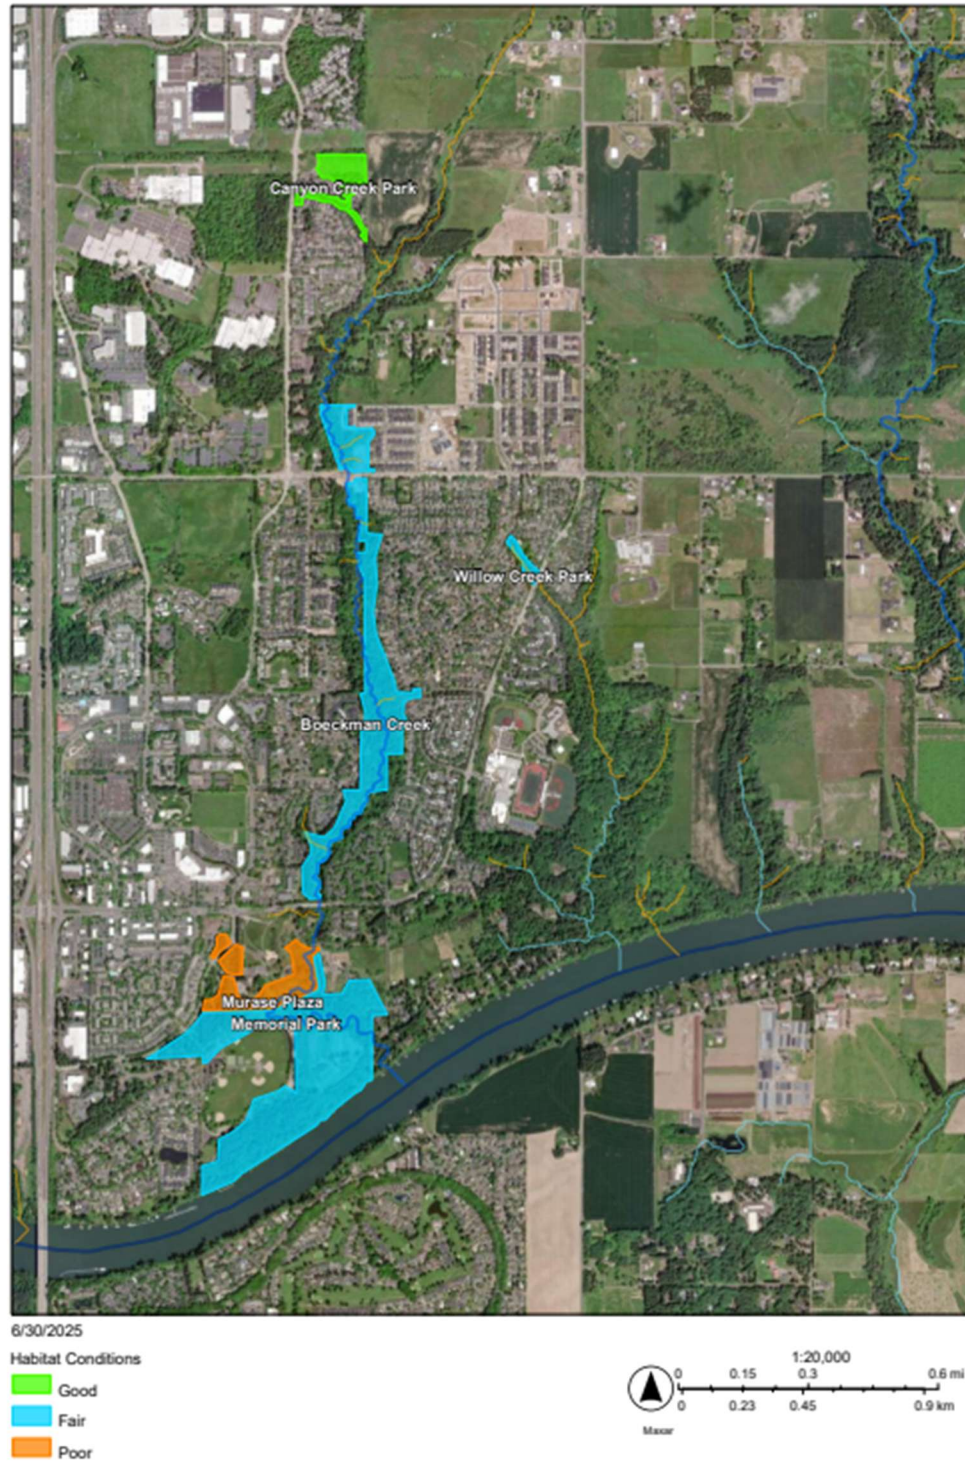 Canyon Creek Park
Willow Creek Park
Boeckman Creek
Murase Plaza
Memorial Park
6/30/2025
Habitat Conditions
Good
Fair
Poor
1:20,000
0 0.15 0.3 0.6 mi
0 0.23 0.45 0.9 km
Maxar